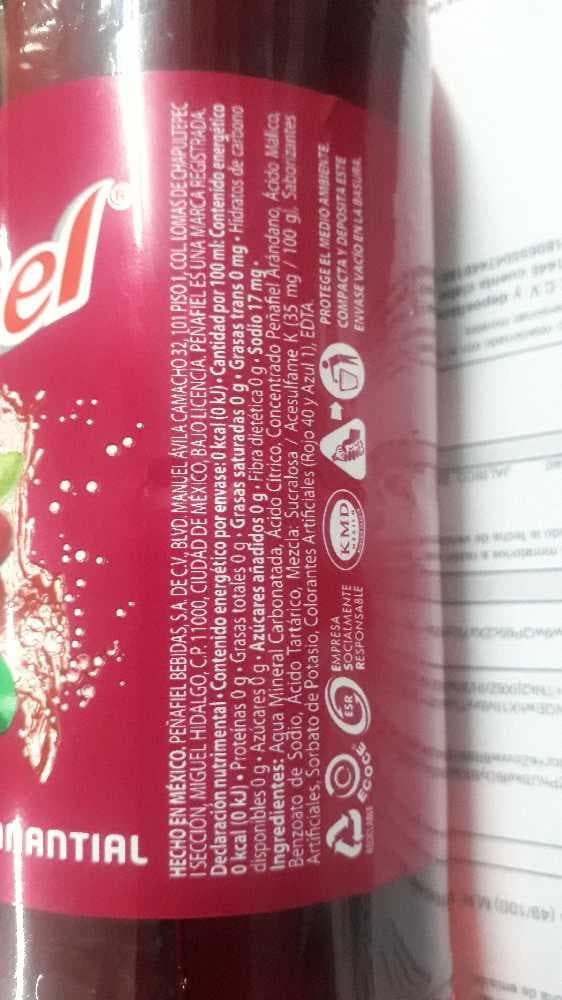 el®
MANANTIAL
HECHO EN MÉXICO. PEÑAFIEL BEBIDAS, S.A. DE C.V., BLVD. MANUEL ÁVILA CAMACHO 32, 101 PISO 1, COL. LOMAS DE CHAPULTEPEC
I SECCIÓN, MIGUEL HIDALGO, C.P. 11000, CIUDAD DE MÉXICO, BAJO LICENCIA. PEÑAFIEL ES UNA MARCA REGISTRADA.
Declaración nutrimental • Contenido energético por envase: 0 kcal (0 kJ) • Cantidad por 100 ml: Contenido energético
0 kcal (0 kJ) • Proteínas 0 g • Grasas totales 0 g • Grasas saturadas 0 g • Grasas trans 0 mg • Hidratos de carbono
disponibles 0 g • Azúcares 0 g • Azúcares añadidos 0 g • Fibra dietética 0 g • Sodio 17 mg •
Ingredientes: Agua Mineral Carbonatada, Ácido Cítrico, Concentrado Peñafiel Arándano, Ácido Málico,
Benzoato de Sodio, Ácido Tartárico, Mezcla: Sucralosa / Acesulfame K (35 mg / 100 g), Saborizantes
Artificiales, Sorbato de Potasio, Colorantes Artificiales (Rojo 40 y Azul 1), EDTA
RECICLABLE
ECOCE
ESR
EMPRESA
SOCIALMENTE
RESPONSABLE
KMD
MÉXICO
PROTEGE EL MEDIO AMBIENTE.
COMPACTA Y DEPOSITA ESTE
ENVASE VACÍO EN LA BASURA.